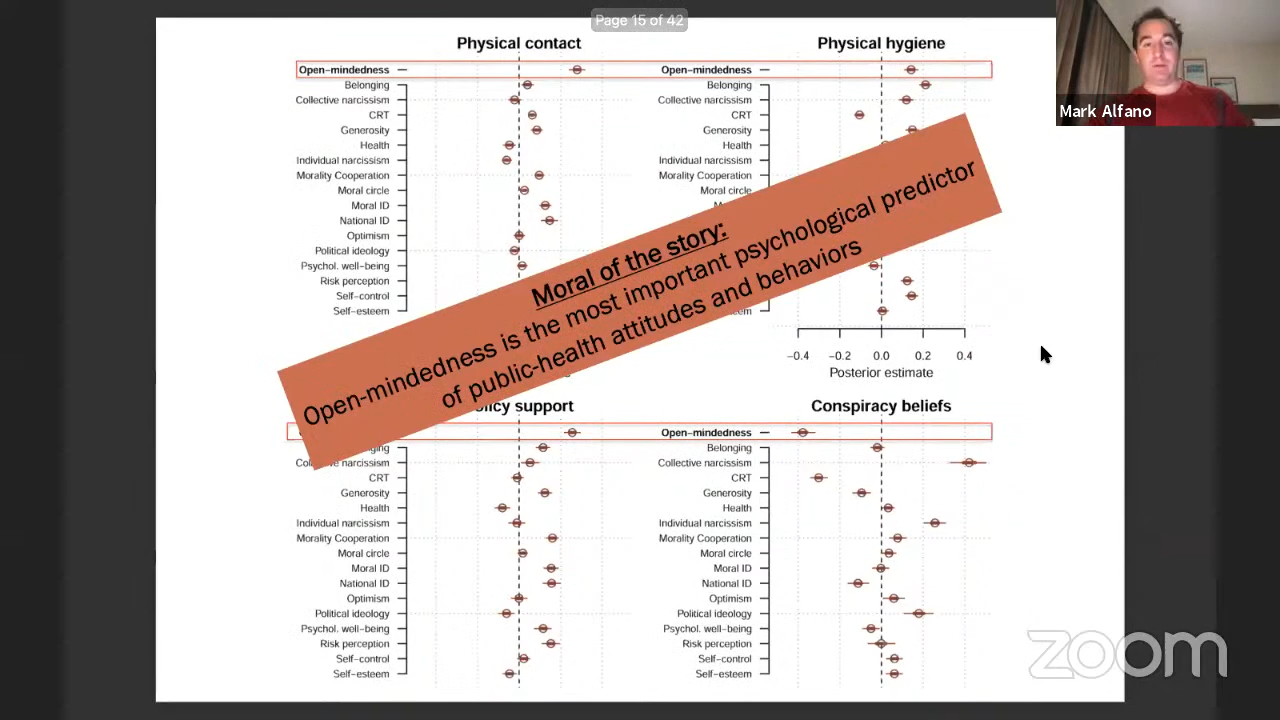 Page 15 of 42
Mark Alfano
Physical contact
Open-mindedness
Belonging
Collective narcissism
CRT
Generosity
Health
Individual narcissism
Morality Cooperation
Moral circle
Moral ID
National ID
Optimism
Political ideology
Psychol. well-being
Risk perception
Self-control
Self-esteem
Physical hygiene
Open-mindedness
Belonging
Collective narcissism
CRT
Generosity
Health
Individual narcissism
Morality Cooperation
Moral circle
-0.4 -0.2 0.0 0.2 0.4
Posterior estimate
Moral of the story:
Open-mindedness is the most important psychological predictor
of public-health attitudes and behaviors
support
narcissism
CRT
Generosity
Health
Individual narcissism
Morality Cooperation
Moral circle
Moral ID
National ID
Optimism
Political ideology
Psychol. well-being
Risk perception
Self-control
Self-esteem
Conspiracy beliefs
Open-mindedness
Belonging
Collective narcissism
CRT
Generosity
Health
Individual narcissism
Morality Cooperation
Moral circle
Moral ID
National ID
Optimism
Political ideology
Psychol. well-being
Risk perception
Self-control
Self-esteem
zoom